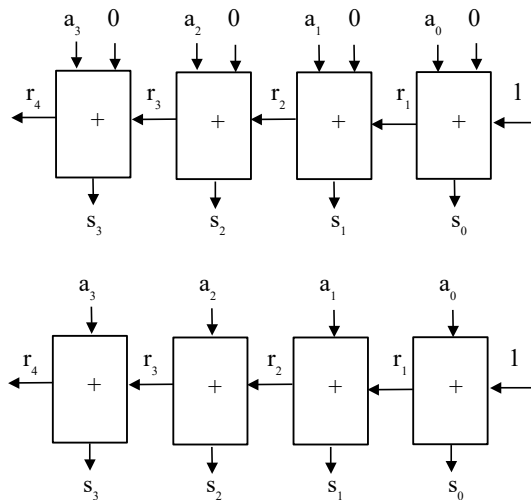 a₃ 0 a₂ 0 a₁ 0 a₀ 0
r₄ + r₃ + r₂ + r₁ + 1
s₃ s₂ s₁ s₀
a₃ a₂ a₁ a₀
r₄ + r₃ + r₂ + r₁ + 1
s₃ s₂ s₁ s₀